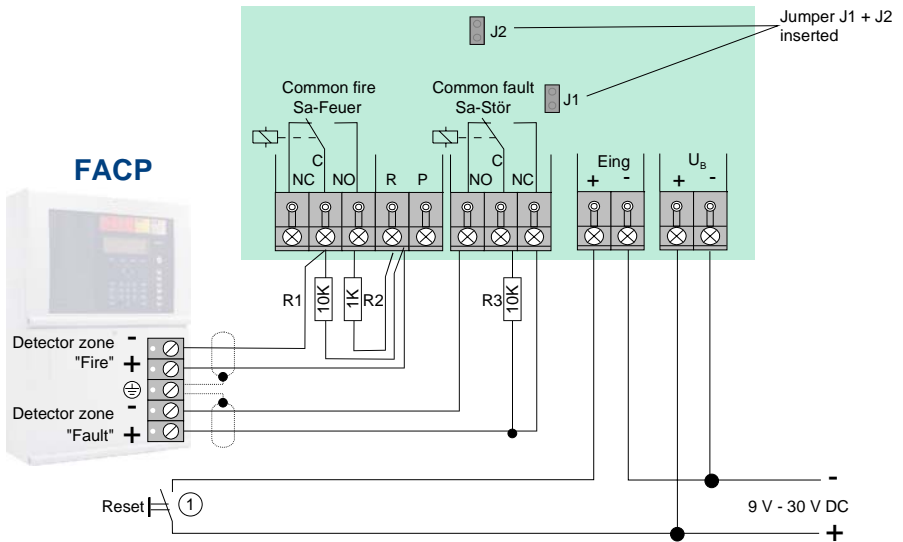 J2
Jumper J1 + J2
inserted
Common fire
Sa-Feuer
Common fault
Sa-Stör
J1
FACP
C
NC
NO
R
P
C
NO
NC
Eing
+ -
U_B
+ -
R1
10K
1K
R2
R3
10K
Detector zone -
"Fire" +
Detector zone -
"Fault" +
Reset
1
-
9 V - 30 V DC
+